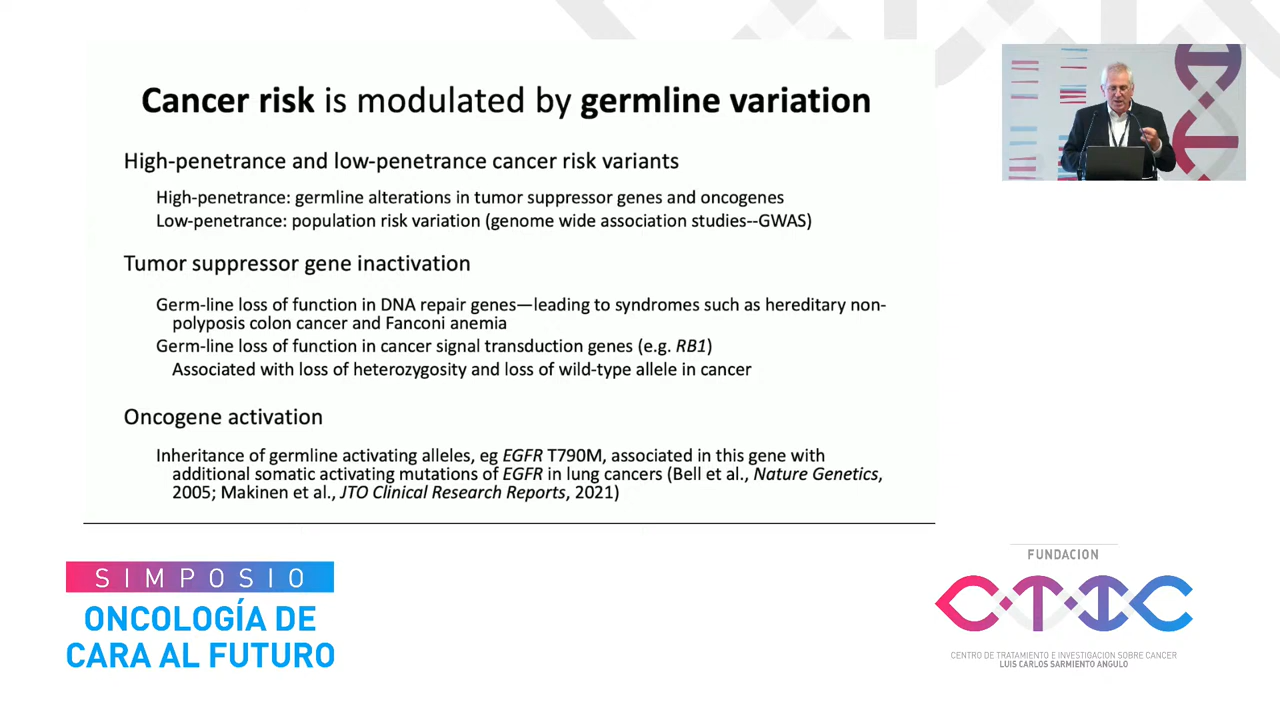 Cancer risk is modulated by germline variation
High-penetrance and low-penetrance cancer risk variants
High-penetrance: germline alterations in tumor suppressor genes and oncogenes
Low-penetrance: population risk variation (genome wide association studies--GWAS)
Tumor suppressor gene inactivation
Germ-line loss of function in DNA repair genes—leading to syndromes such as hereditary non-
polyposis colon cancer and Fanconi anemia
Germ-line loss of function in cancer signal transduction genes (e.g. RB1)
Associated with loss of heterozygosity and loss of wild-type allele in cancer
Oncogene activation
Inheritance of germline activating alleles, eg EGFR T790M, associated in this gene with
additional somatic activating mutations of EGFR in lung cancers (Bell et al., Nature Genetics,
2005; Makinen et al., JTO Clinical Research Reports, 2021)
SIMPOSIO
ONCOLOGÍA DE
CARA AL FUTURO
FUNDACION
CTIC
CENTRO DE TRATAMIENTO E INVESTIGACION SOBRE CANCER
LUIS CARLOS SARMIENTO ANGULO